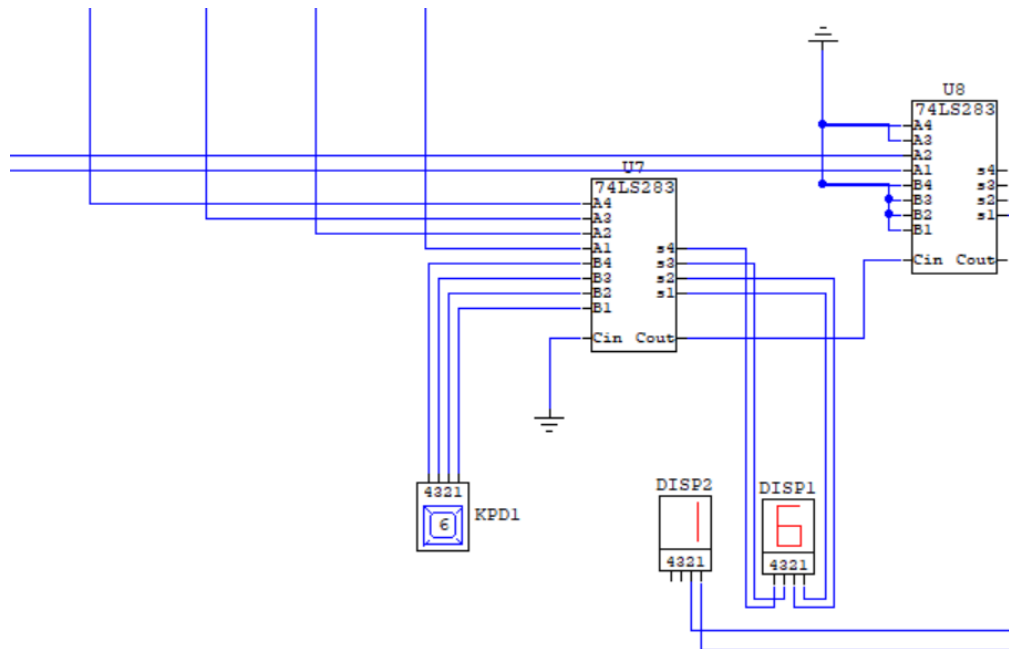 U8
74LS283
A4
A3
A2
A1 s4
B4 s3
B3 s2
B2 s1
B1
Cin Cout
U7
74LS283
A4
A3
A2
A1 s4
B4 s3
B3 s2
B2 s1
B1
Cin Cout
4321
6
KPD1
DISP2
1
4321
DISP1
6
4321